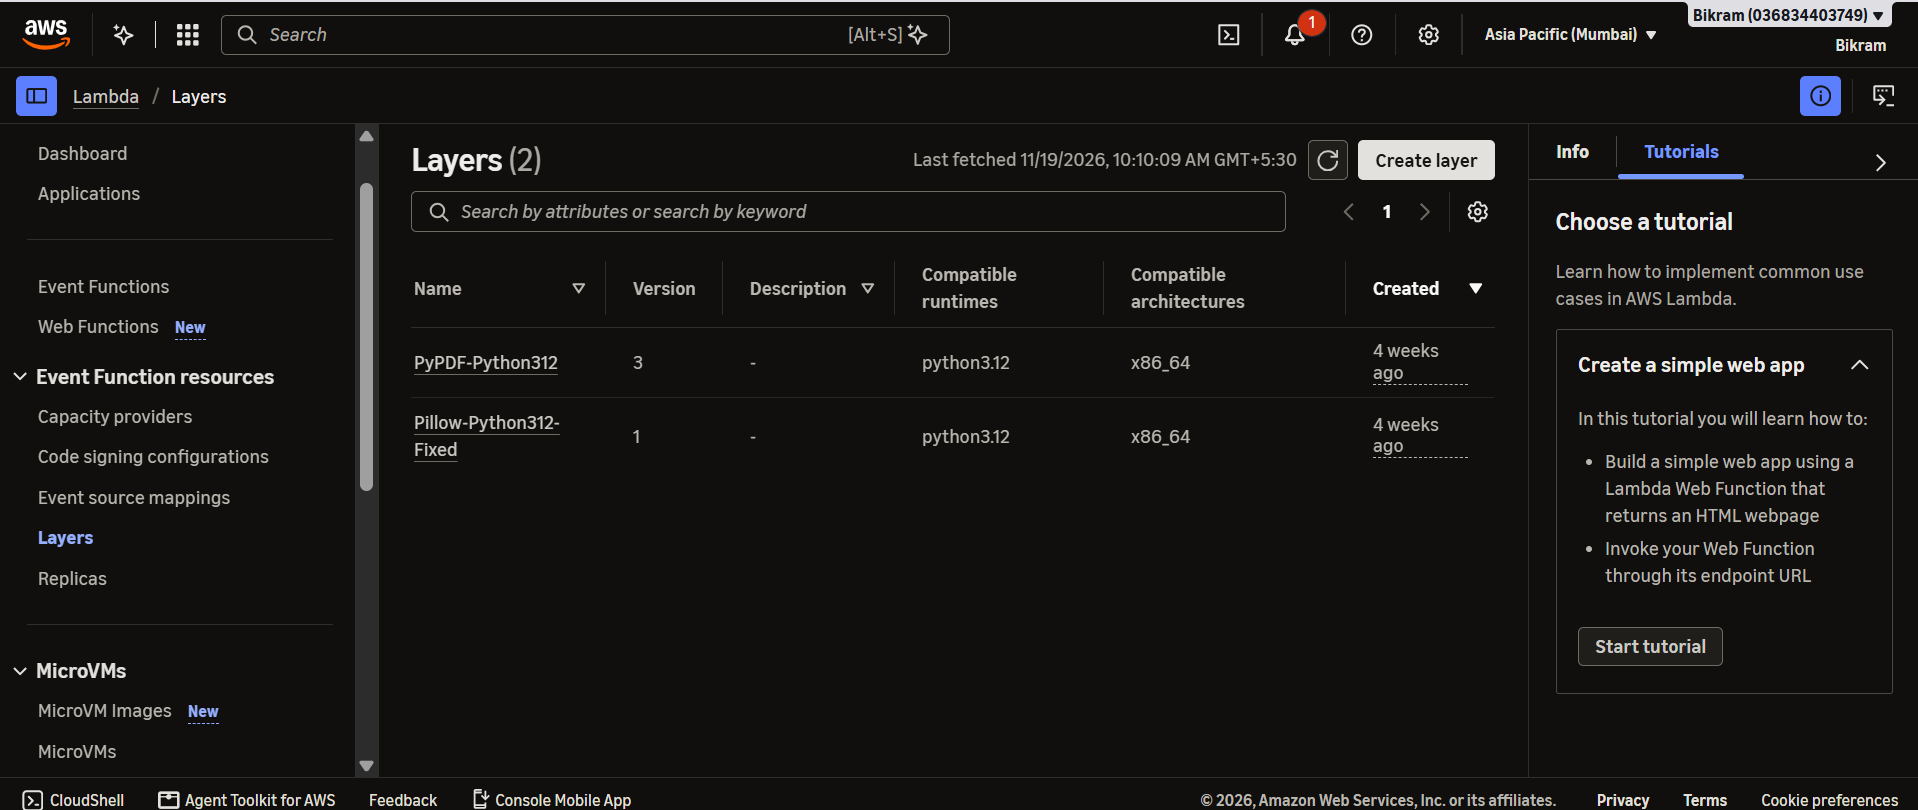 aws
Search [Alt+S]
1
Asia Pacific (Mumbai)
Bikram (036834403749)
Bikram
Lambda / Layers
Dashboard
Applications
Event Functions
Web Functions New
Event Function resources
Capacity providers
Code signing configurations
Event source mappings
Layers
Replicas
MicroVMs
MicroVM Images New
MicroVMs
Layers (2)
Last fetched 11/19/2026, 10:10:09 AM GMT+5:30
Create layer
Search by attributes or search by keyword
1
Name Version Description Compatible runtimes Compatible architectures Created
PyPDF-Python312 3 - python3.12 x86_64 4 weeks ago
Pillow-Python312-Fixed 1 - python3.12 x86_64 4 weeks ago
Info Tutorials
Choose a tutorial
Learn how to implement common use
cases in AWS Lambda.
Create a simple web app
In this tutorial you will learn how to:
• Build a simple web app using a
Lambda Web Function that
returns an HTML webpage
• Invoke your Web Function
through its endpoint URL
Start tutorial
CloudShell Agent Toolkit for AWS Feedback Console Mobile App
© 2026, Amazon Web Services, Inc. or its affiliates. Privacy Terms Cookie preferences